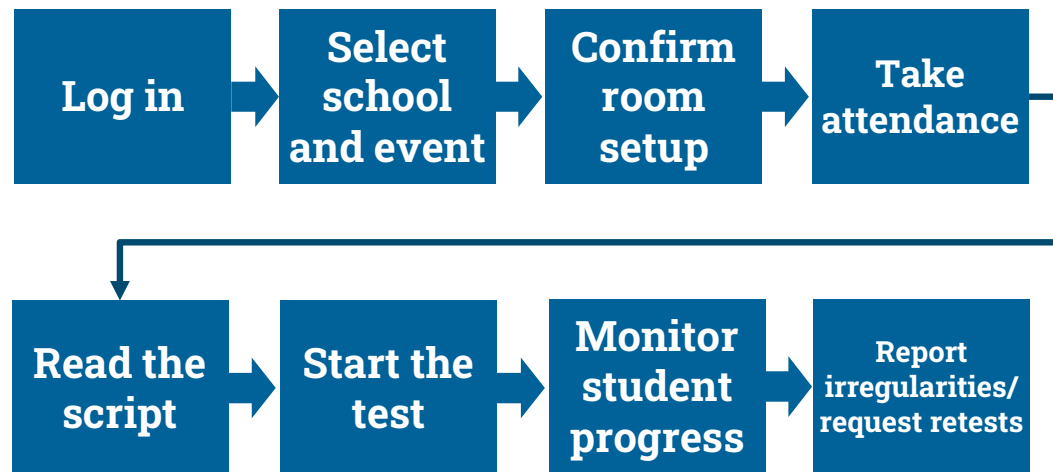 Log in
Select
school
and event
Confirm
room
setup
Take
attendance
Read the
script
Start the
test
Monitor
student
progress
Report
irregularities/
request retests